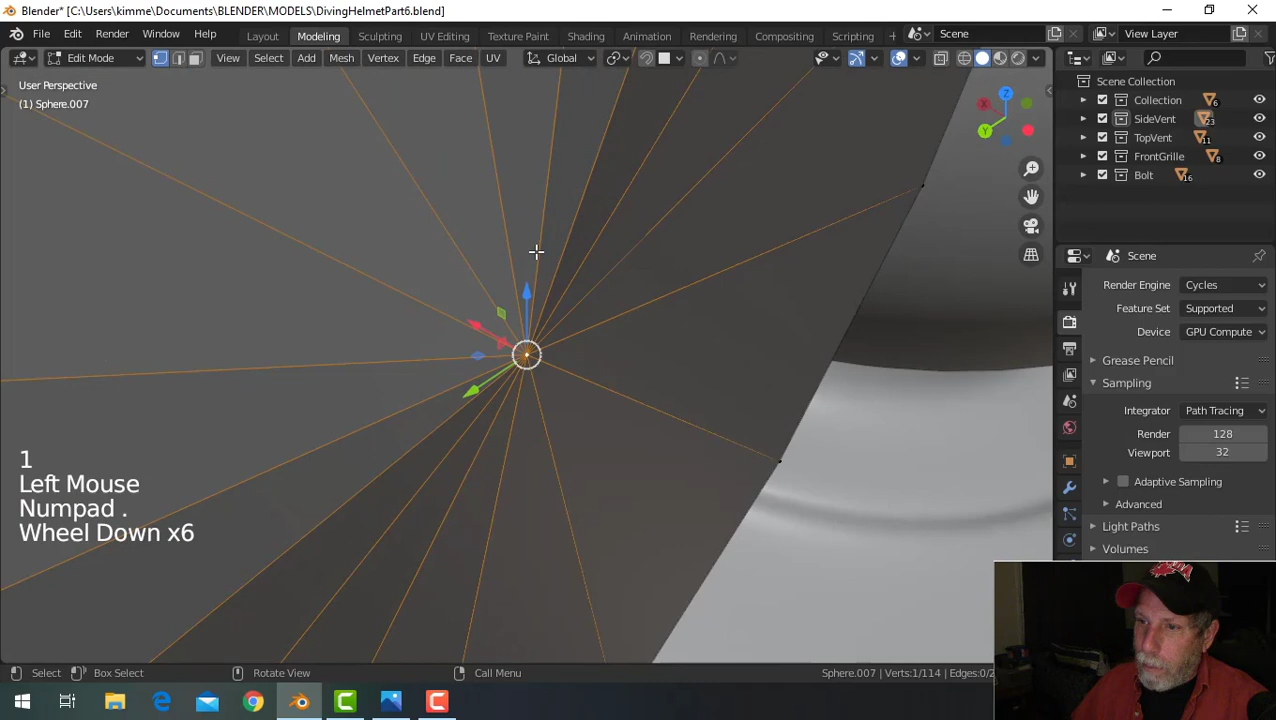 Blender* [C:\Users\kimme\Documents\BLENDER\MODELS\DivingHelmetPart6.blend]
File Edit Render Window Help Layout Modeling Sculpting UV Editing Texture Paint Shading Animation Rendering Compositing Scripting + Scene View Layer
Edit Mode View Select Add Mesh Vertex Edge Face UV Global
User Perspective
(1) Sphere.007
Z
Y
Scene Collection
Collection 6
SideVent 23
TopVent 11
FrontGrille 8
Bolt 16
Scene
Render Engine Cycles
Feature Set Supported
Device GPU Compute
Grease Pencil
Sampling
Integrator Path Tracing
Render 128
Viewport 32
Adaptive Sampling
Advanced
Light Paths
Volumes
1
Left Mouse
Numpad .
Wheel Down x6
Select Box Select Rotate View Call Menu Sphere.007 | Verts:1/114 | Edges:0/2